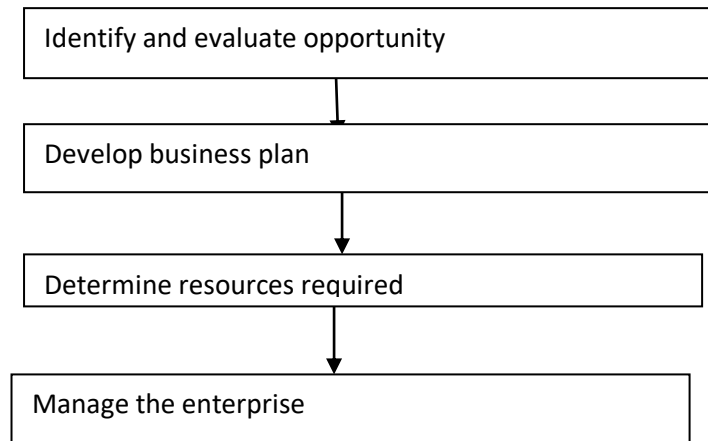 Identify and evaluate opportunity
Develop business plan
Determine resources required
Manage the enterprise